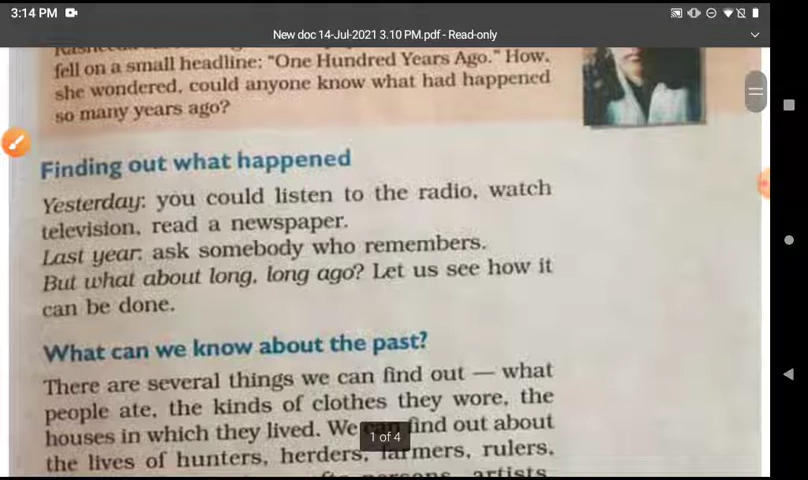 3:14 PM
New doc 14-Jul-2021 3.10 PM.pdf - Read-only
fell on a small headline: "One Hundred Years Ago." How,
she wondered, could anyone know what had happened
so many years ago?
Finding out what happened
Yesterday: you could listen to the radio, watch
television, read a newspaper.
Last year: ask somebody who remembers.
But what about long, long ago? Let us see how it
can be done.
What can we know about the past?
There are several things we can find out — what
people ate, the kinds of clothes they wore, the
houses in which they lived. We can find out about
1 of 4
the lives of hunters, herders, farmers, rulers,
persons, artists